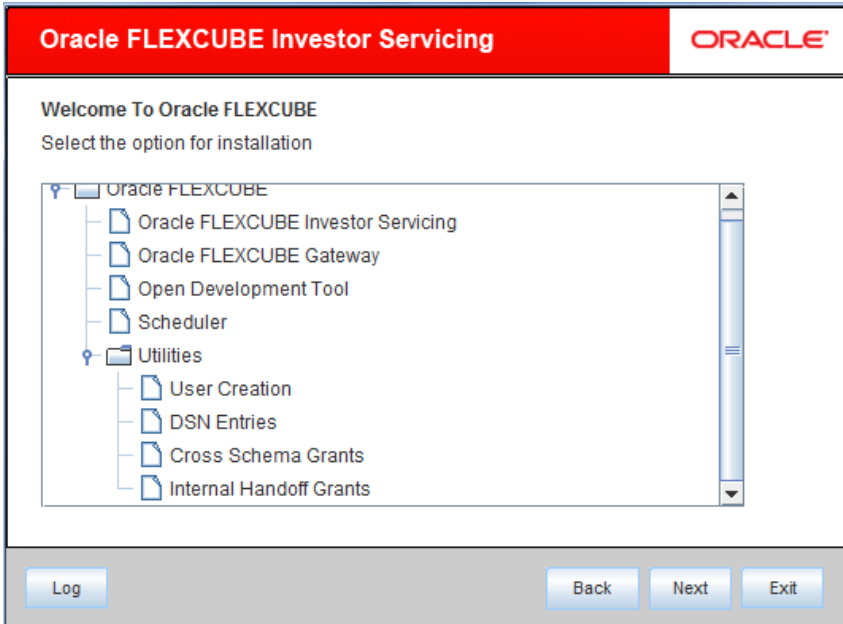 Oracle FLEXCUBE Investor Servicing
ORACLE
Welcome To Oracle FLEXCUBE
Select the option for installation
Oracle FLEXCUBE
Oracle FLEXCUBE Investor Servicing
Oracle FLEXCUBE Gateway
Open Development Tool
Scheduler
Utilities
User Creation
DSN Entries
Cross Schema Grants
Internal Handoff Grants
Log
Back
Next
Exit